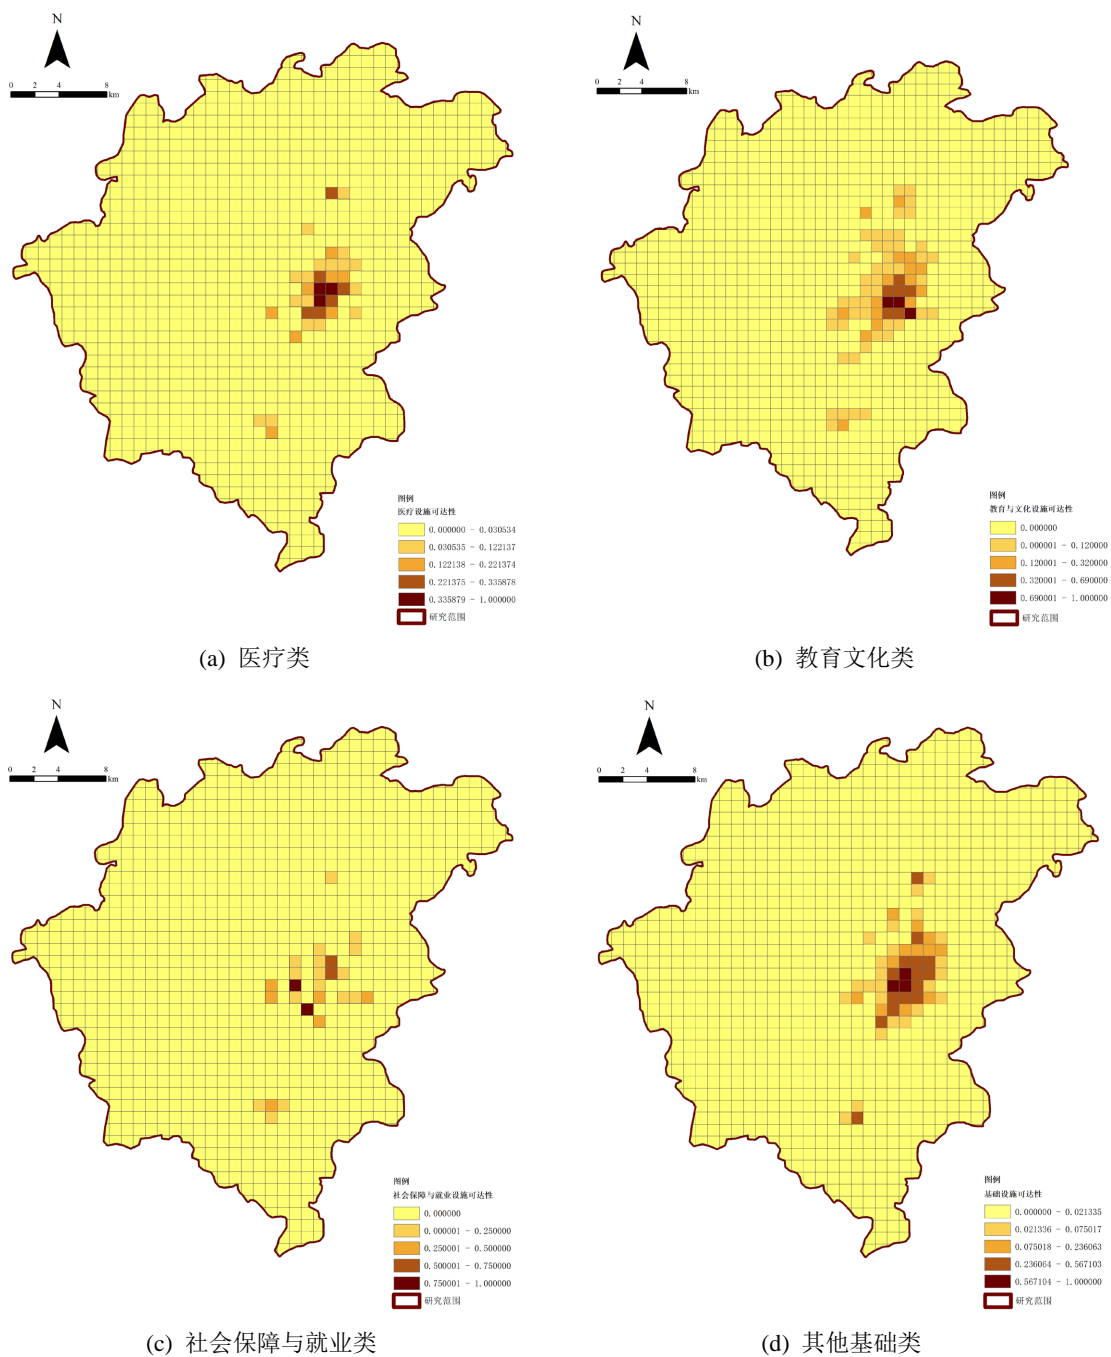 N
0 2 4 8
km
图例
医疗设施可达性
0.000000 - 0.030534
0.030535 - 0.122137
0.122138 - 0.221374
0.221375 - 0.335878
0.335879 - 1.000000
研究范围
(a) 医疗类
N
0 2 4 8
km
图例
教育与文化设施可达性
0.000000
0.000001 - 0.120000
0.120001 - 0.320000
0.320001 - 0.690000
0.690001 - 1.000000
研究范围
(b) 教育文化类
N
0 2 4 8
km
图例
社会保障与就业设施可达性
0.000000
0.000001 - 0.250000
0.250001 - 0.500000
0.500001 - 0.750000
0.750001 - 1.000000
研究范围
(c) 社会保障与就业类
N
0 2 4 8
km
图例
基础设施可达性
0.000000 - 0.021335
0.021336 - 0.075017
0.075018 - 0.236063
0.236064 - 0.567103
0.567104 - 1.000000
研究范围
(d) 其他基础类